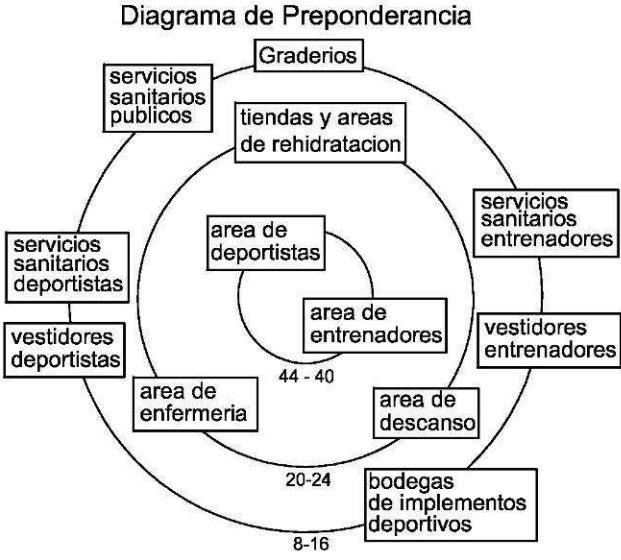 Diagrama de Preponderancia
Graderios
servicios
sanitarios
publicos
tiendas y areas
de rehidratacion
servicios
sanitarios
entrenadores
area de
deportistas
servicios
sanitarios
deportistas
area de
entrenadores
vestidores
deportistas
vestidores
entrenadores
44 - 40
area de
enfermeria
area de
descanso
20-24
bodegas
de implementos
deportivos
8-16